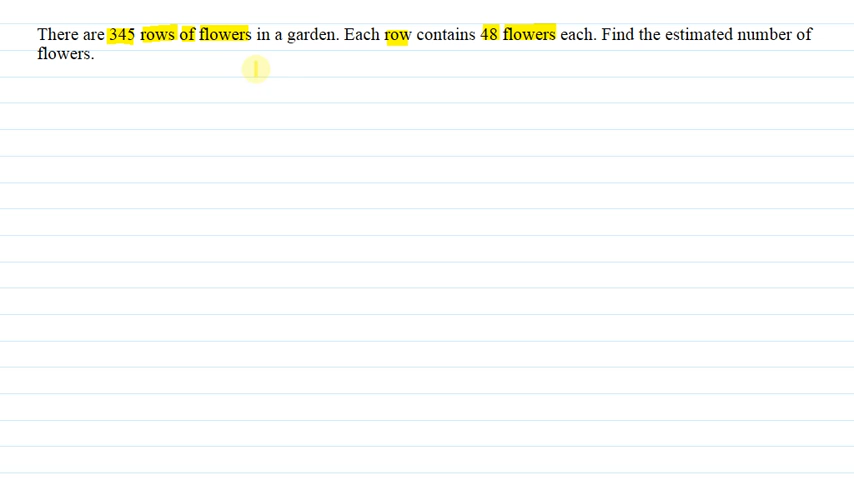 There are 345 rows of flowers in a garden. Each row contains 48 flowers each. Find the estimated number of
flowers.